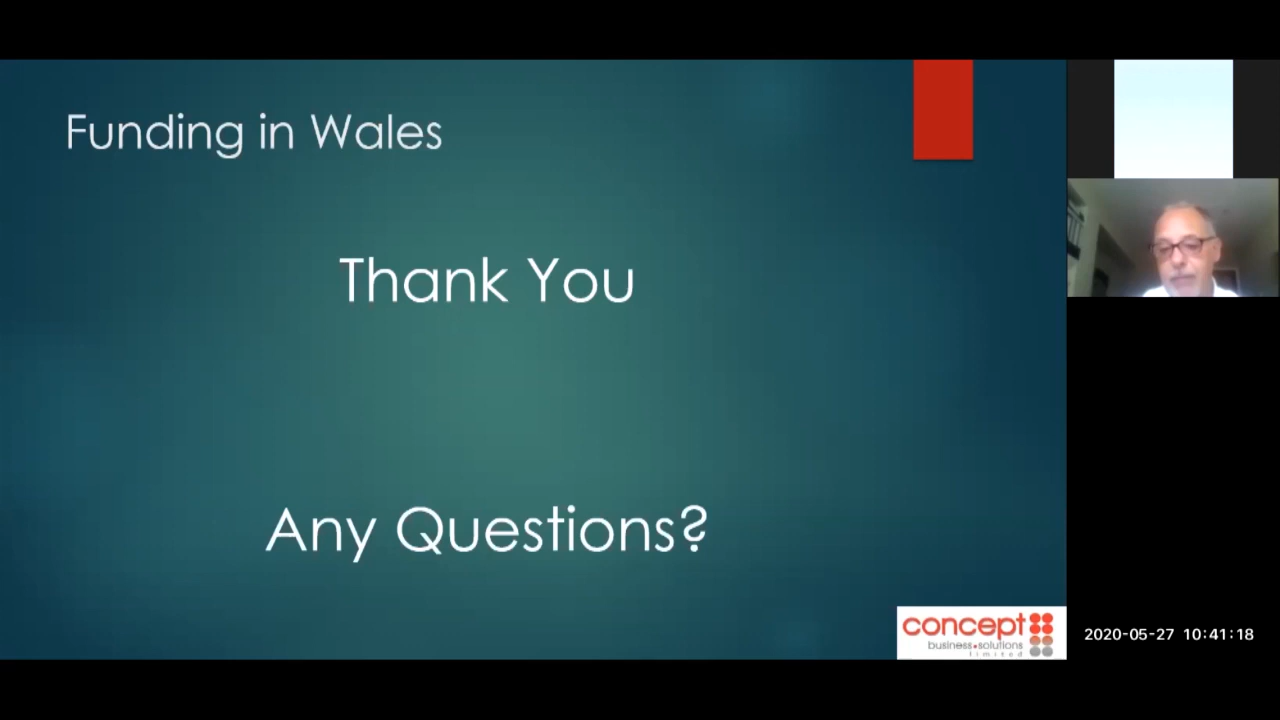 Funding in Wales
Thank You
Any Questions?
concept
business•solutions
limited
2020-05-27 10:41:18